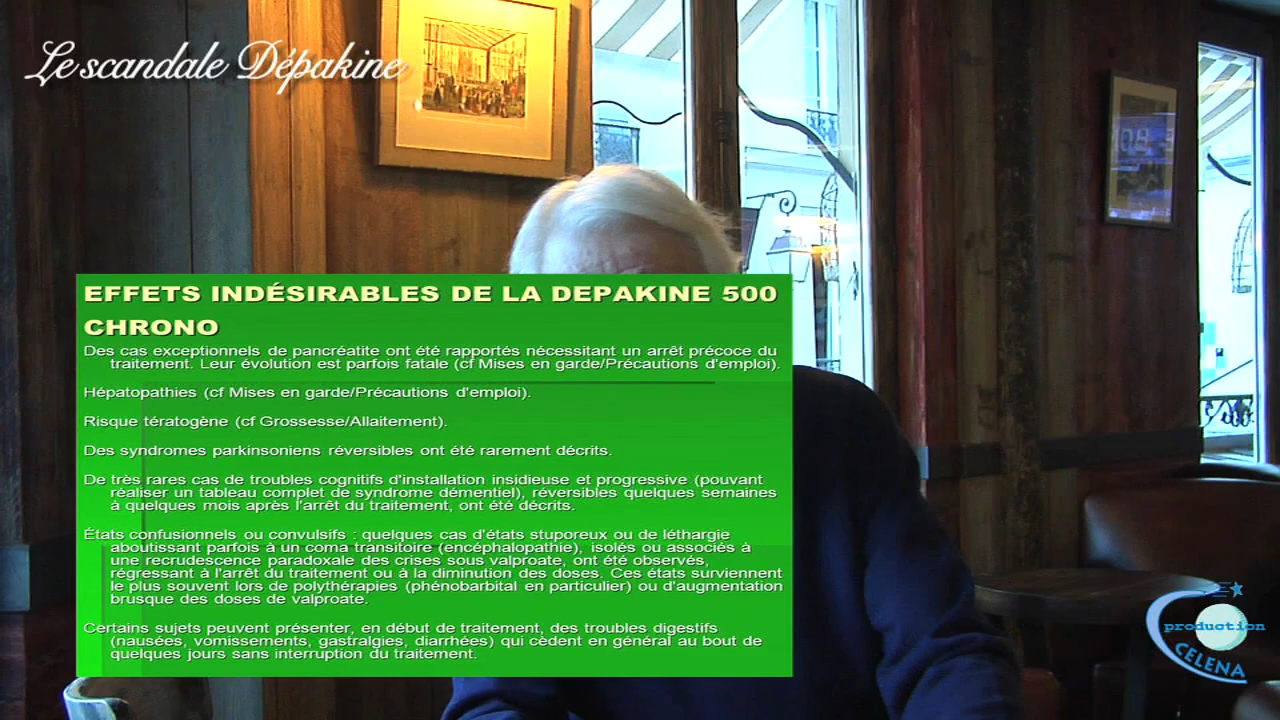 Le scandale Dépakine
EFFETS INDÉSIRABLES DE LA DEPAKINE 500
CHRONO
Des cas exceptionnels de pancréatite ont été rapportés nécessitant un arrêt précoce du
traitement. Leur évolution est parfois fatale (cf Mises en garde/Précautions d'emploi).
Hépatopathies (cf Mises en garde/Précautions d'emploi).
Risque tératogène (cf Grossesse/Allaitement).
Des syndromes parkinsoniens réversibles ont été rarement décrits.
De très rares cas de troubles cognitifs d'installation insidieuse et progressive (pouvant
réaliser un tableau complet de syndrome démentiel), réversibles quelques semaines
à quelques mois après l'arrêt du traitement, ont été décrits.
États confusionnels ou convulsifs : quelques cas d'états stuporeux ou de léthargie
aboutissant parfois à un coma transitoire (encéphalopathie), isolés ou associés à
une recrudescence paradoxale des crises sous valproate, ont été observés,
régressant à l'arrêt du traitement ou à la diminution des doses. Ces états surviennent
le plus souvent lors de polythérapies (phénobarbital en particulier) ou d'augmentation
brusque des doses de valproate.
Certains sujets peuvent présenter, en début de traitement, des troubles digestifs
(nausées, vomissements, gastralgies, diarrhées) qui cèdent en général au bout de
quelques jours sans interruption du traitement.
production
CELENA